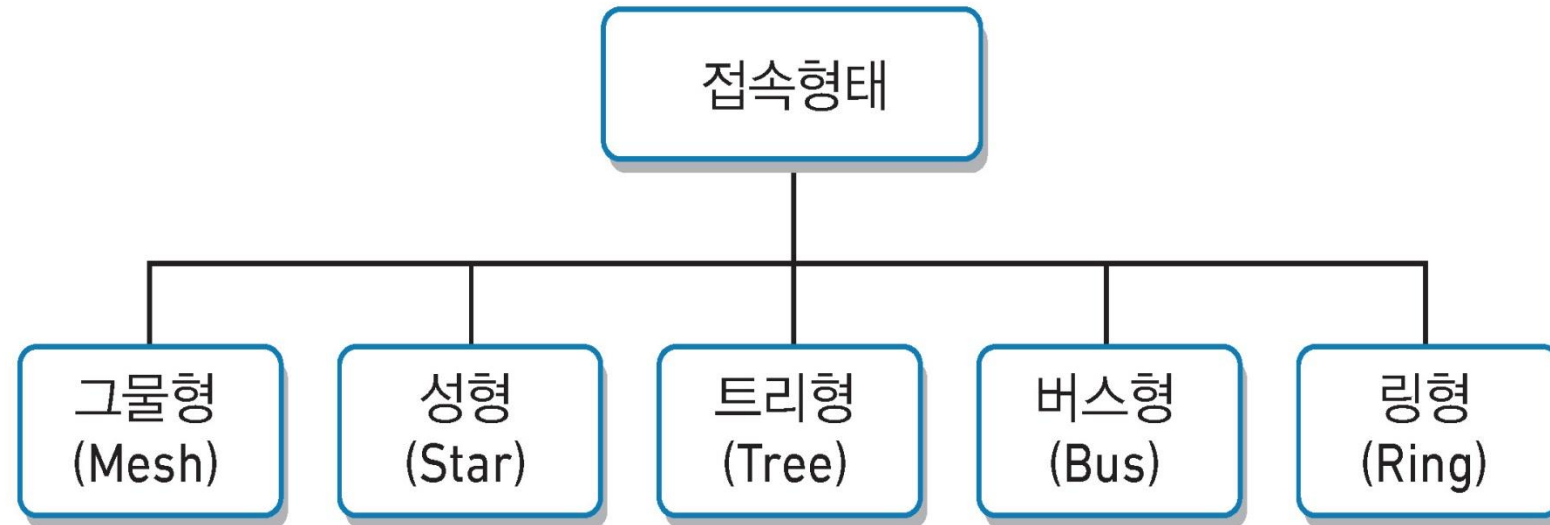 접속형태
그물형
(Mesh)
성형
(Star)
트리형
(Tree)
버스형
(Bus)
링형
(Ring)